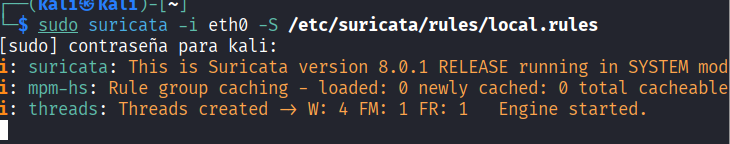 (kali㉿kali)-[~]
$ sudo suricata -i eth0 -S /etc/suricata/rules/local.rules
[sudo] contraseña para kali:
i: suricata: This is Suricata version 8.0.1 RELEASE running in SYSTEM mod
i: mpm-hs: Rule group caching - loaded: 0 newly cached: 0 total cacheable
i: threads: Threads created -> W: 4 FM: 1 FR: 1   Engine started.